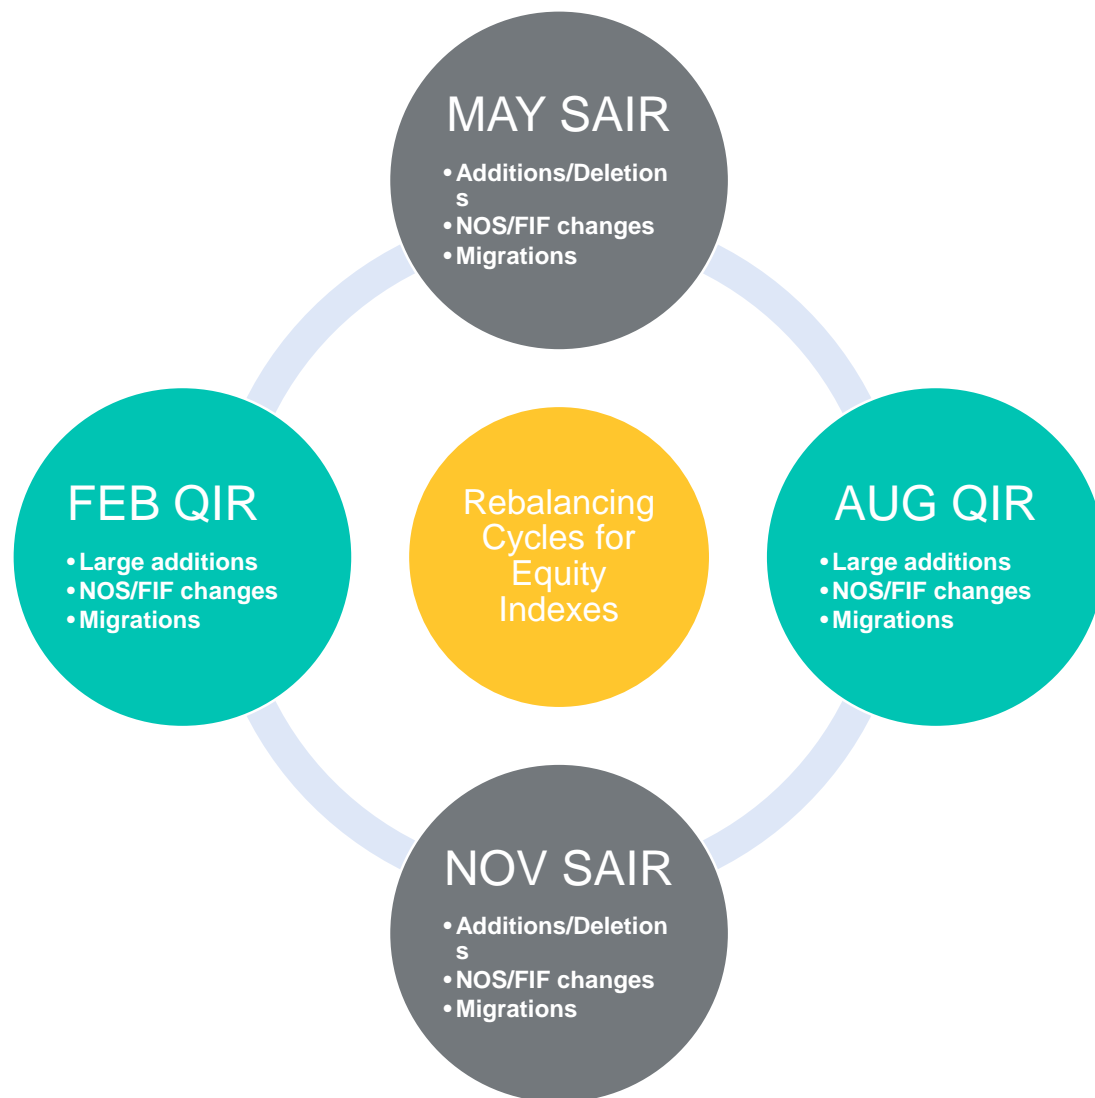 MAY SAIR
•Additions/Deletion
s
•NOS/FIF changes
•Migrations
FEB QIR
•Large additions
•NOS/FIF changes
•Migrations
Rebalancing
Cycles for
Equity
Indexes
AUG QIR
•Large additions
•NOS/FIF changes
•Migrations
NOV SAIR
•Additions/Deletion
s
•NOS/FIF changes
•Migrations